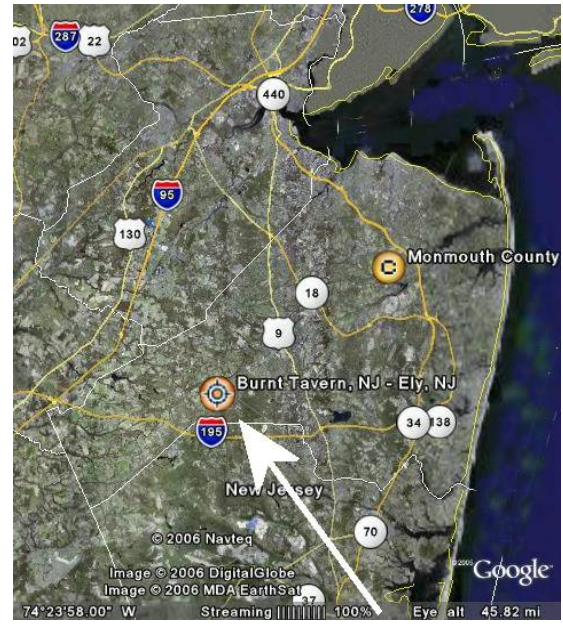 278
02
287
22
440
95
130
Monmouth County
18
9
Burnt Tavern, NJ - Ely, NJ
34
138
195
New Jersey
70
© 2006 Navteq
© 2005 Google
Image © 2006 DigitalGlobe
Image © 2006 MDA EarthSat
37
74°23'58.00" W Streaming |||||||||| 100% Eye alt 45.82 mi